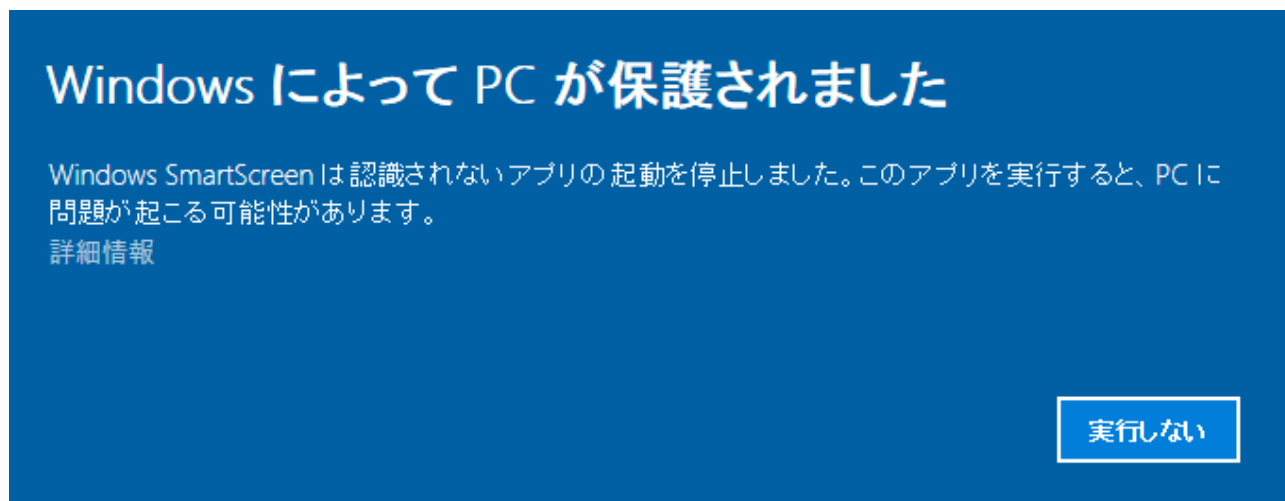 Windows によって PC が保護されました
Windows SmartScreen は認識されないアプリの起動を停止しました。このアプリを実行すると、PC に
問題が起こる可能性があります。
詳細情報
実行しない